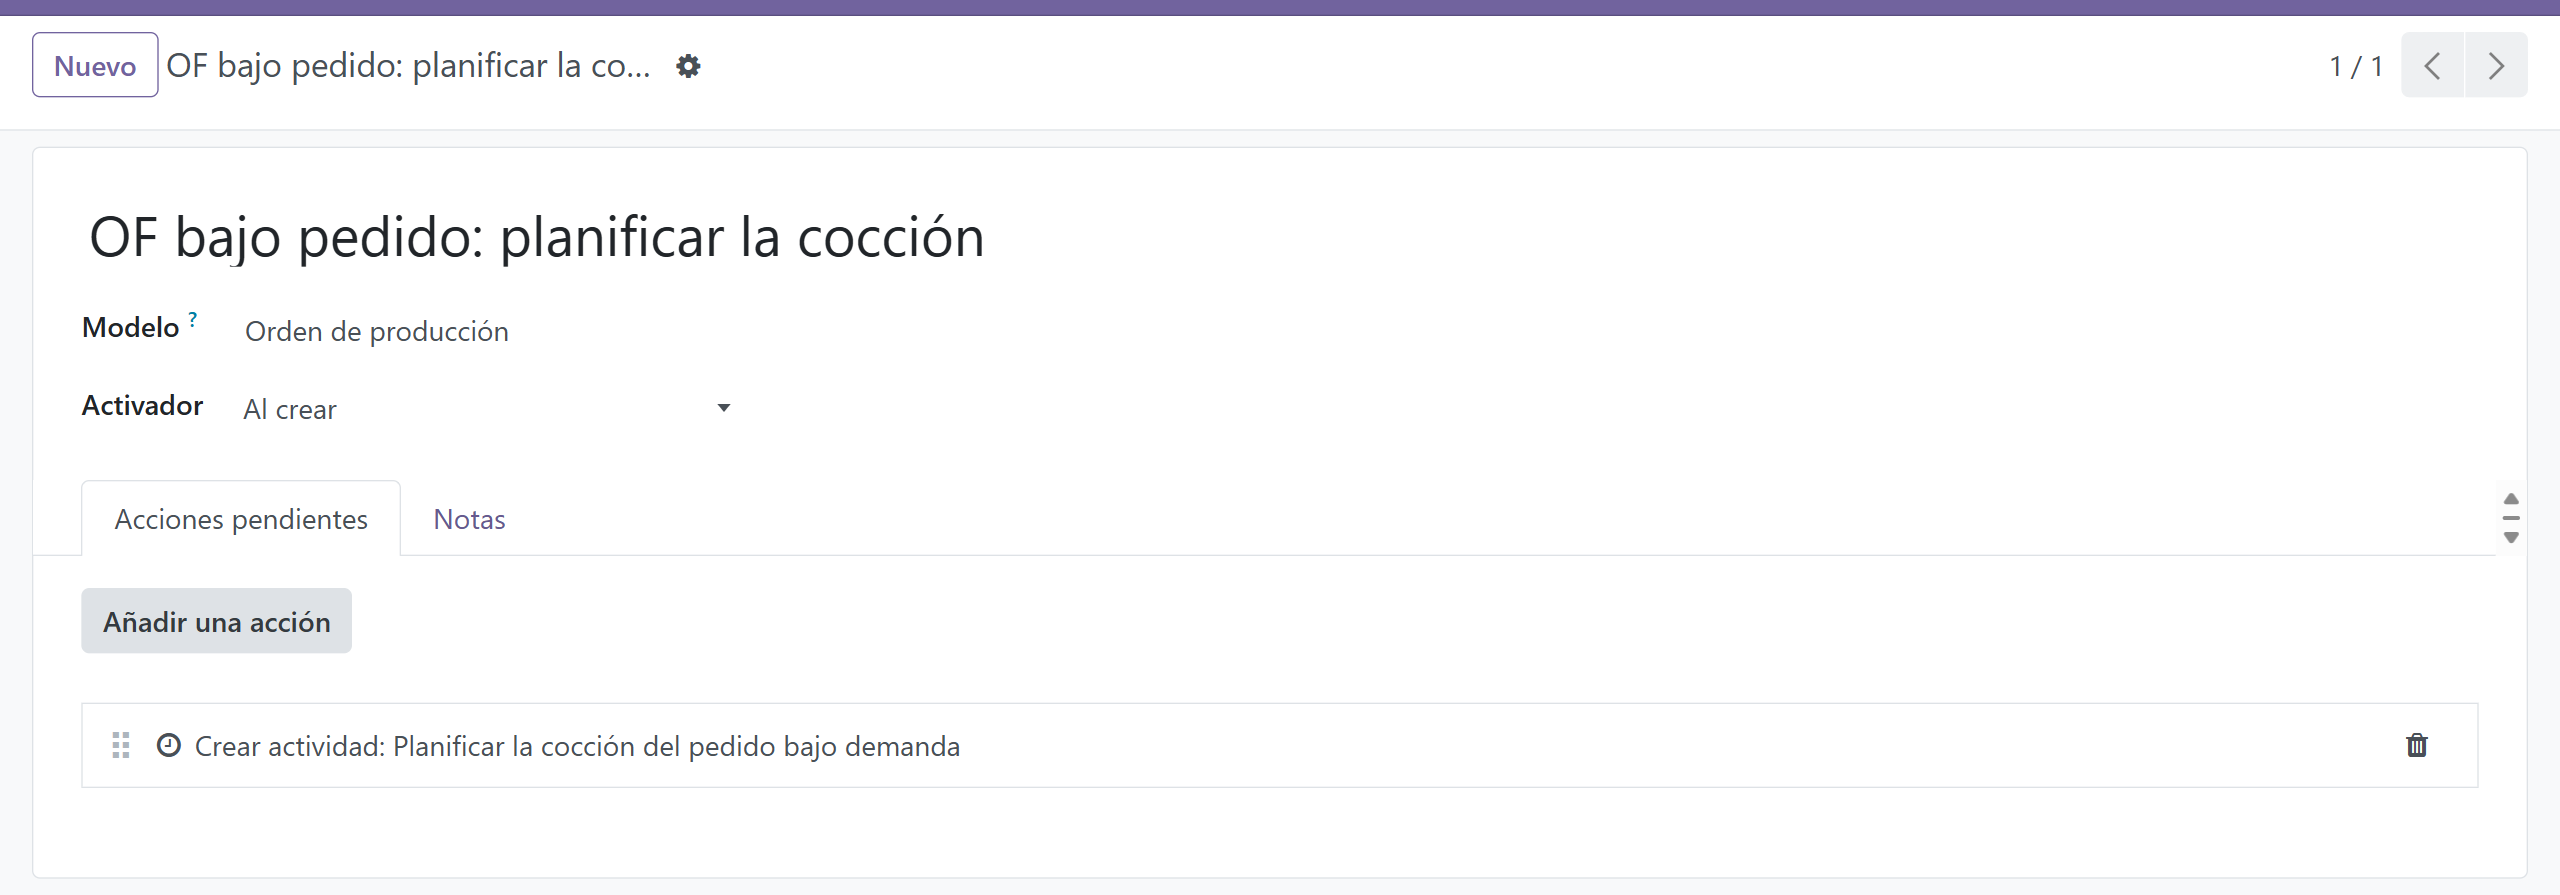 Nuevo OF bajo pedido: planificar la co... 1 / 1
OF bajo pedido: planificar la cocción
Modelo ? Orden de producción
Activador Al crear
Acciones pendientes Notas
Añadir una acción
Crear actividad: Planificar la cocción del pedido bajo demanda